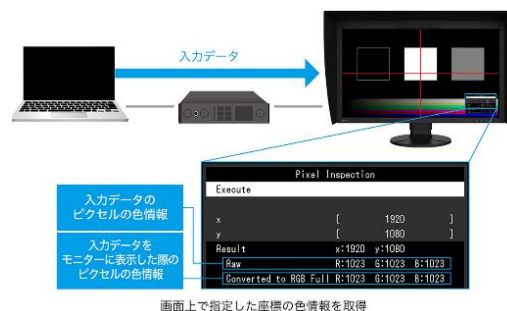 入力データ
Pixel Inspection
Execute
x [ 1920 ]
y [ 1080 ]
Result x:1920 y:1080
Raw R:1023 G:1023 B:1023
Converted to RGB Full R:1023 G:1023 B:1023
入力データの
ピクセルの色情報
入力データを
モニターに表示した際の
ピクセルの色情報
画面上で指定した座標の色情報を取得